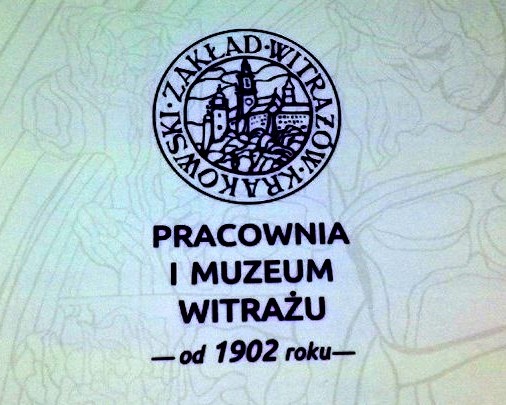 KRAKOWSKI · ZAKŁAD · WITRAŻÓW ·
PRACOWNIA
I MUZEUM
WITRAŻU
— od 1902 roku —